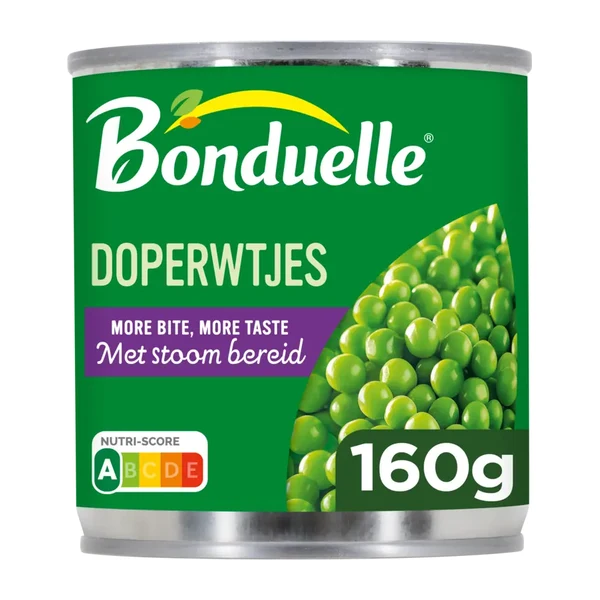 Bonduelle®
DOPERWTJES
MORE BITE, MORE TASTE
Met stoom bereid
NUTRI-SCORE
A B C D E
160g